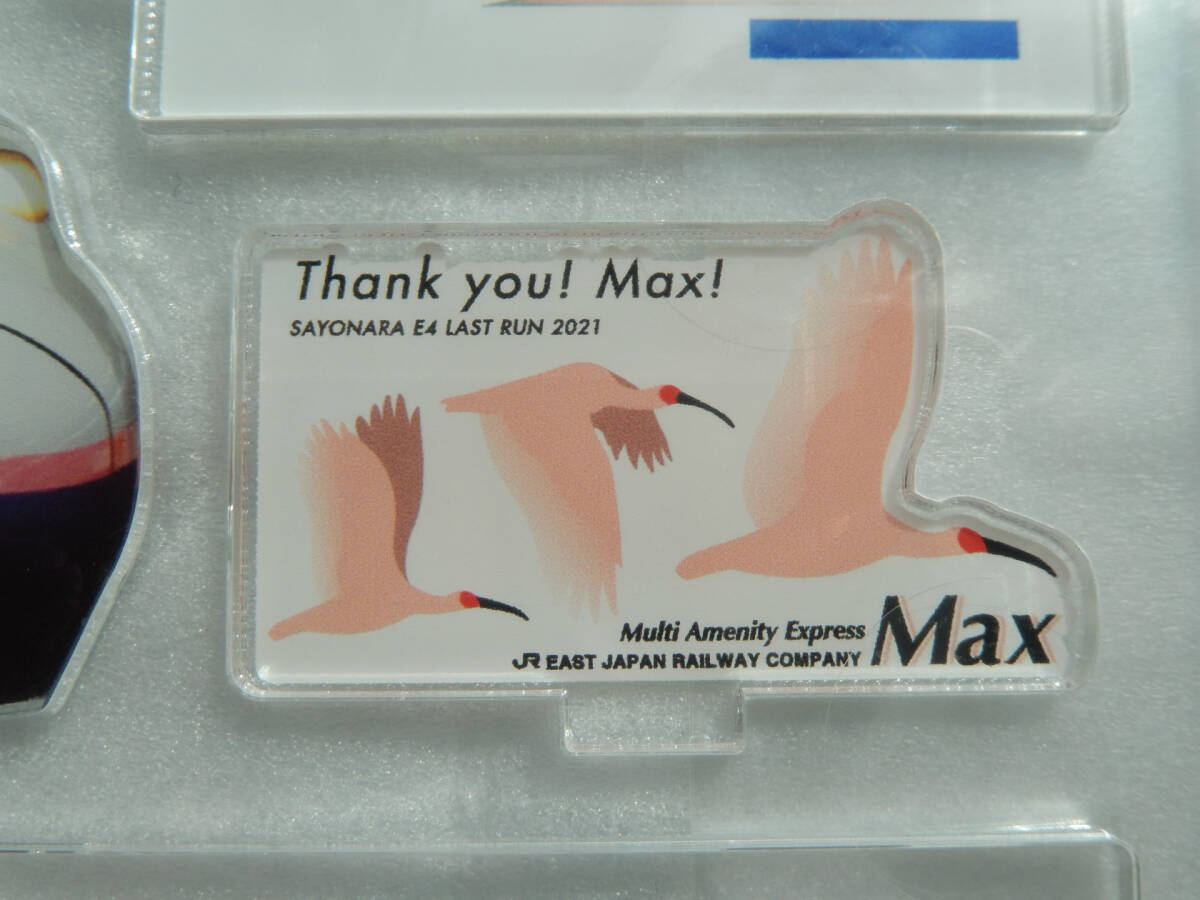 Thank you! Max!
SAYONARA E4 LAST RUN 2021
Multi Amenity Express
JR EAST JAPAN RAILWAY COMPANY
Max